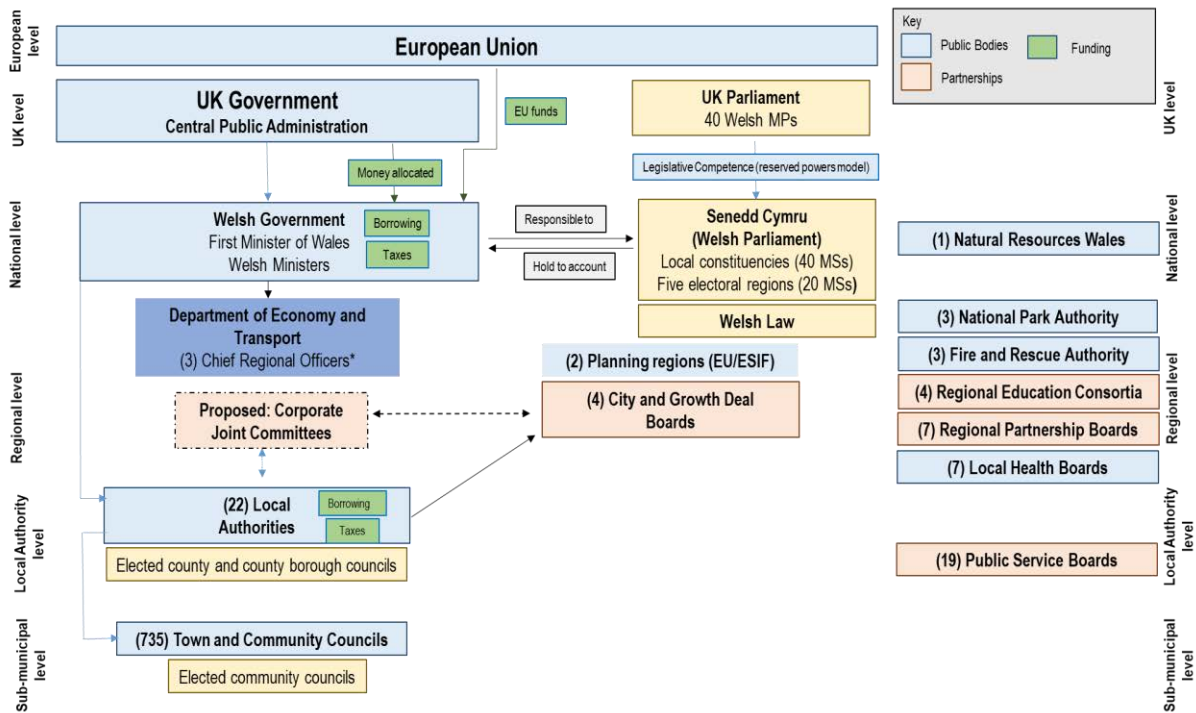 European
level
European Union
Key
Public Bodies
Funding
Partnerships
UK level
UK Government
Central Public Administration
EU funds
UK Parliament
40 Welsh MPs
UK level
Money allocated
Legislative Competence (reserved powers model)
National level
Welsh Government
First Minister of Wales
Welsh Ministers
Borrowing
Taxes
Responsible to
Hold to account
Senedd Cymru
(Welsh Parliament)
Local constituencies (40 MSs)
Five electoral regions (20 MSs)
Welsh Law
(1) Natural Resources Wales
National level
Regional level
Department of Economy and
Transport
(3) Chief Regional Officers*
Proposed: Corporate
Joint Committees
(2) Planning regions (EU/ESIF)
(4) City and Growth Deal
Boards
(3) National Park Authority
(3) Fire and Rescue Authority
(4) Regional Education Consortia
(7) Regional Partnership Boards
(7) Local Health Boards
Regional level
Local Authority
level
(22) Local
Authorities
Borrowing
Taxes
Elected county and county borough councils
(19) Public Service Boards
Local Authority
level
Sub-municipal
level
(735) Town and Community Councils
Elected community councils
Sub-municipal
level